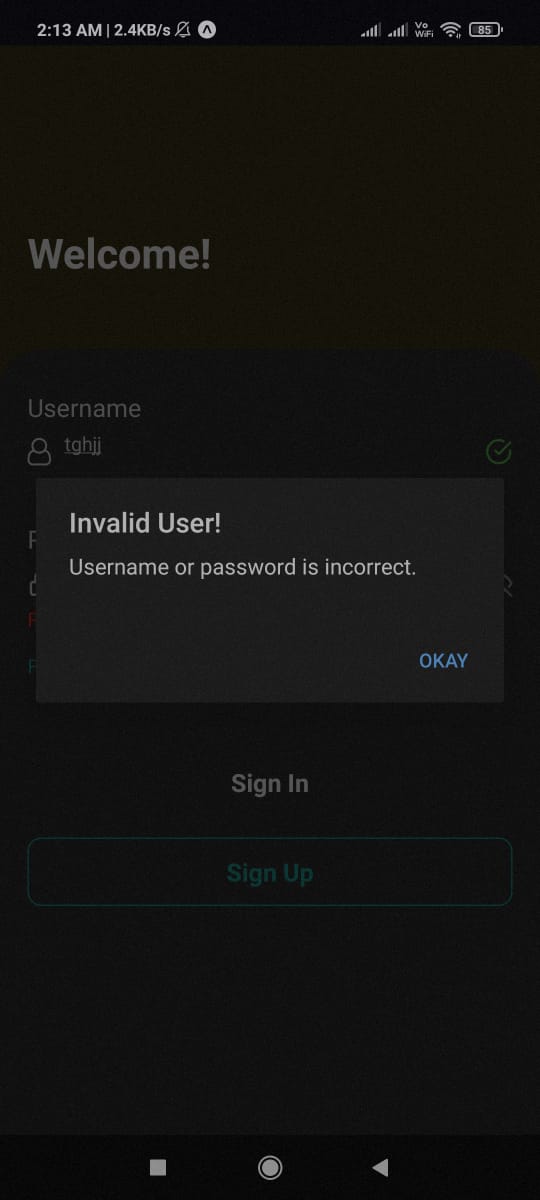 2:13 AM | 2.4KB/s
Vo
WiFi
85
Welcome!
Username
tghjj
Invalid User!
Username or password is incorrect.
OKAY
Sign In
Sign Up